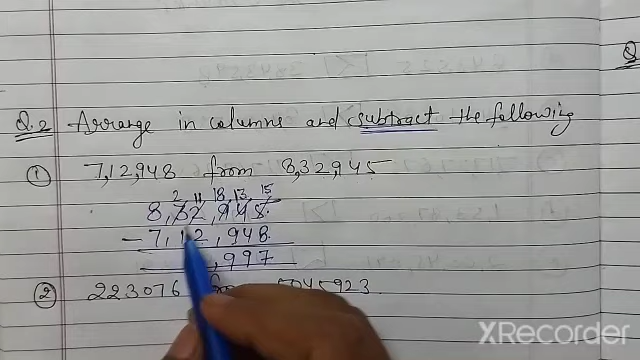 Q
Q.2 Arrange in columns and subtract the following
① 7,12,948 from 8,32,945
2 11 18 13 15
8,32,945
- 7,12,948
,997
② 223076 5045923
XRecorder